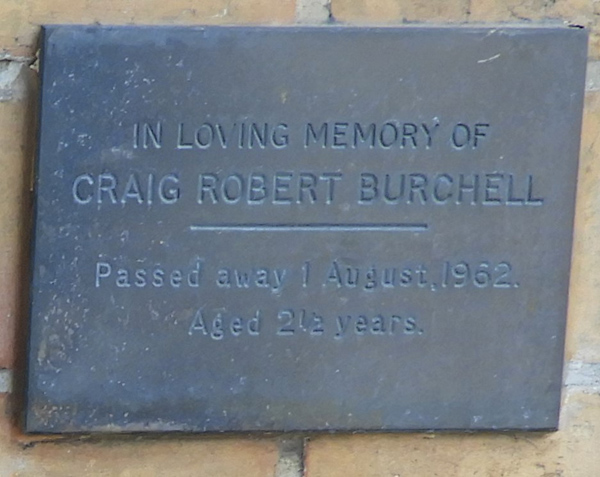 IN LOVING MEMORY OF
CRAIG ROBERT BURCHELL
Passed away 1 August, 1962.
Aged 2½ years.